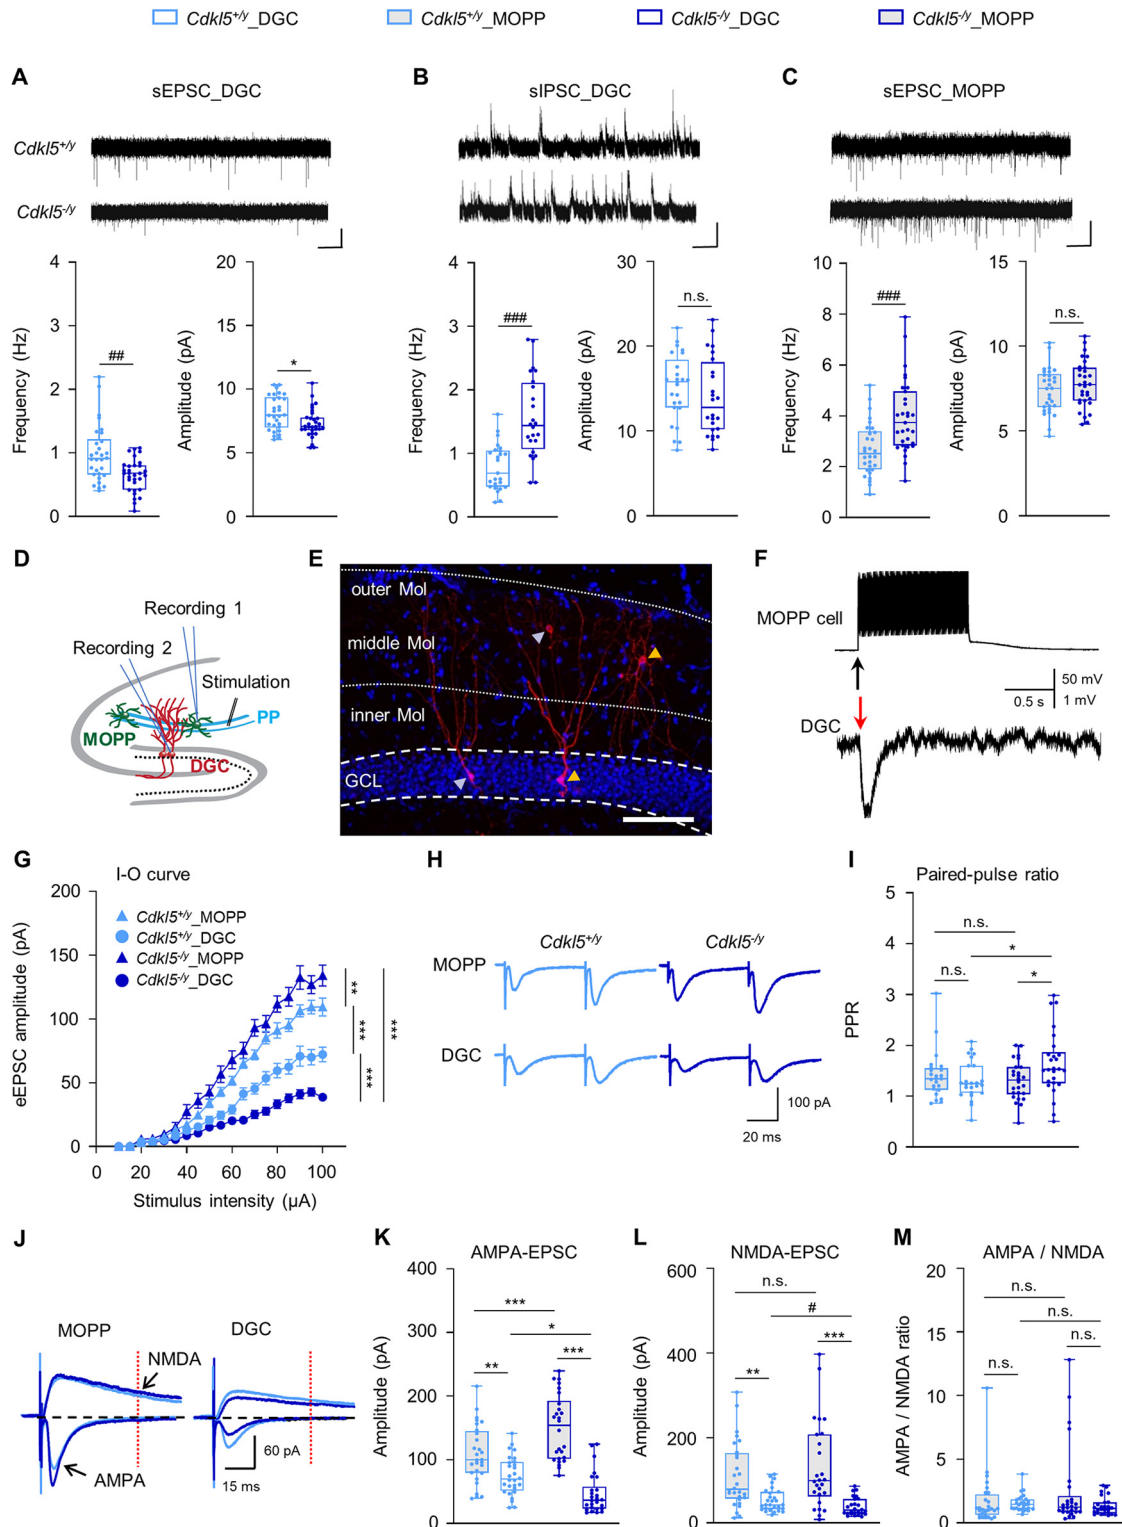 Cdkl5+/y_DGC Cdkl5+/y_MOPP Cdkl5-/y_DGC Cdkl5-/y_MOPP
A
sEPSC_DGC
Cdkl5+/y
Cdkl5-/y
4
3
2
1
0
Frequency (Hz)
##
20
15
10
5
0
Amplitude (pA)
*
B
sIPSC_DGC
4
3
2
1
0
Frequency (Hz)
###
30
20
10
0
Amplitude (pA)
n.s.
C
sEPSC_MOPP
10
8
6
4
2
0
Frequency (Hz)
###
15
10
5
0
Amplitude (pA)
n.s.
D
Recording 1
Recording 2
Stimulation
PP
MOPP
DGC
E
outer Mol
middle Mol
inner Mol
GCL
F
MOPP cell
50 mV
0.5 s
1 mV
DGC
G
I-O curve
200
150
100
50
0
eEPSC amplitude (pA)
Cdkl5+/y_MOPP
Cdkl5+/y_DGC
Cdkl5-/y_MOPP
Cdkl5-/y_DGC
**
***
***
***
0 20 40 60 80 100
Stimulus intensity (µA)
H
Cdkl5+/y Cdkl5-/y
MOPP
DGC
100 pA
20 ms
I
Paired-pulse ratio
5
4
3
2
1
0
PPR
n.s.
*
n.s.
*
J
MOPP DGC
NMDA
AMPA
60 pA
15 ms
K
AMPA-EPSC
400
300
200
100
0
Amplitude (pA)
***
*
**
***
L
NMDA-EPSC
600
400
200
0
Amplitude (pA)
n.s.
#
**
***
M
AMPA / NMDA
20
15
10
5
0
AMPA / NMDA ratio
n.s.
n.s.
n.s.
n.s.